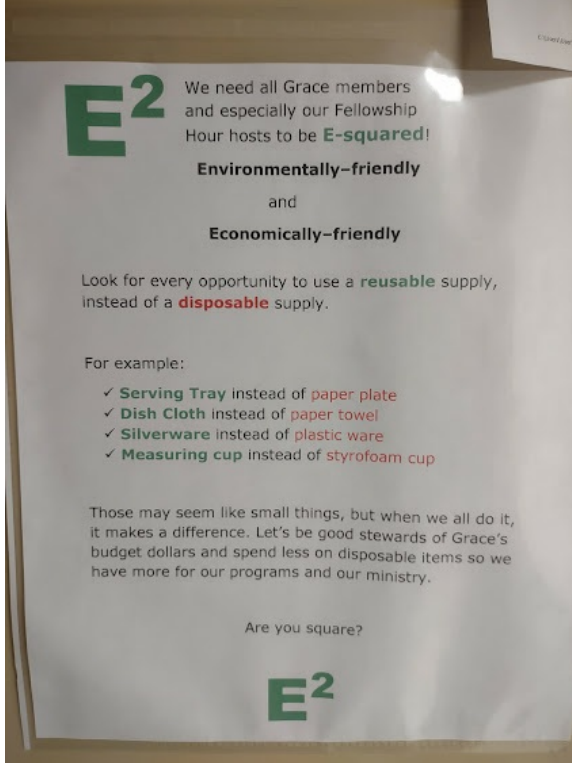 E²
We need all Grace members
and especially our Fellowship
Hour hosts to be E-squared!
Environmentally–friendly
and
Economically–friendly
Look for every opportunity to use a reusable supply,
instead of a disposable supply.
For example:
✓ Serving Tray instead of paper plate
✓ Dish Cloth instead of paper towel
✓ Silverware instead of plastic ware
✓ Measuring cup instead of styrofoam cup
Those may seem like small things, but when we all do it,
it makes a difference. Let's be good stewards of Grace's
budget dollars and spend less on disposable items so we
have more for our programs and our ministry.
Are you square?
E²